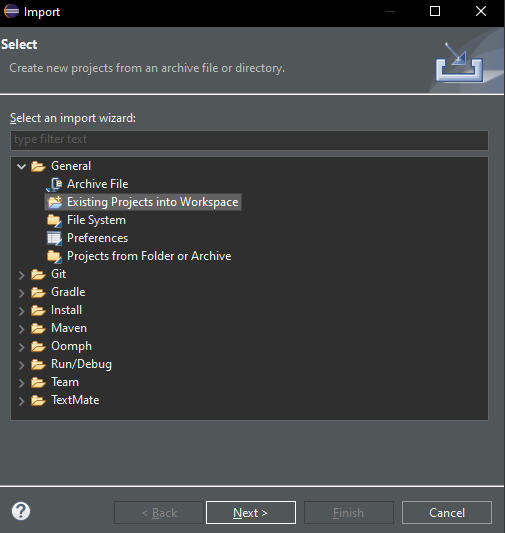 Import
Select
Create new projects from an archive file or directory.
Select an import wizard:
type filter text
General
Archive File
Existing Projects into Workspace
File System
Preferences
Projects from Folder or Archive
Git
Gradle
Install
Maven
Oomph
Run/Debug
Team
TextMate
? < Back Next > Finish Cancel